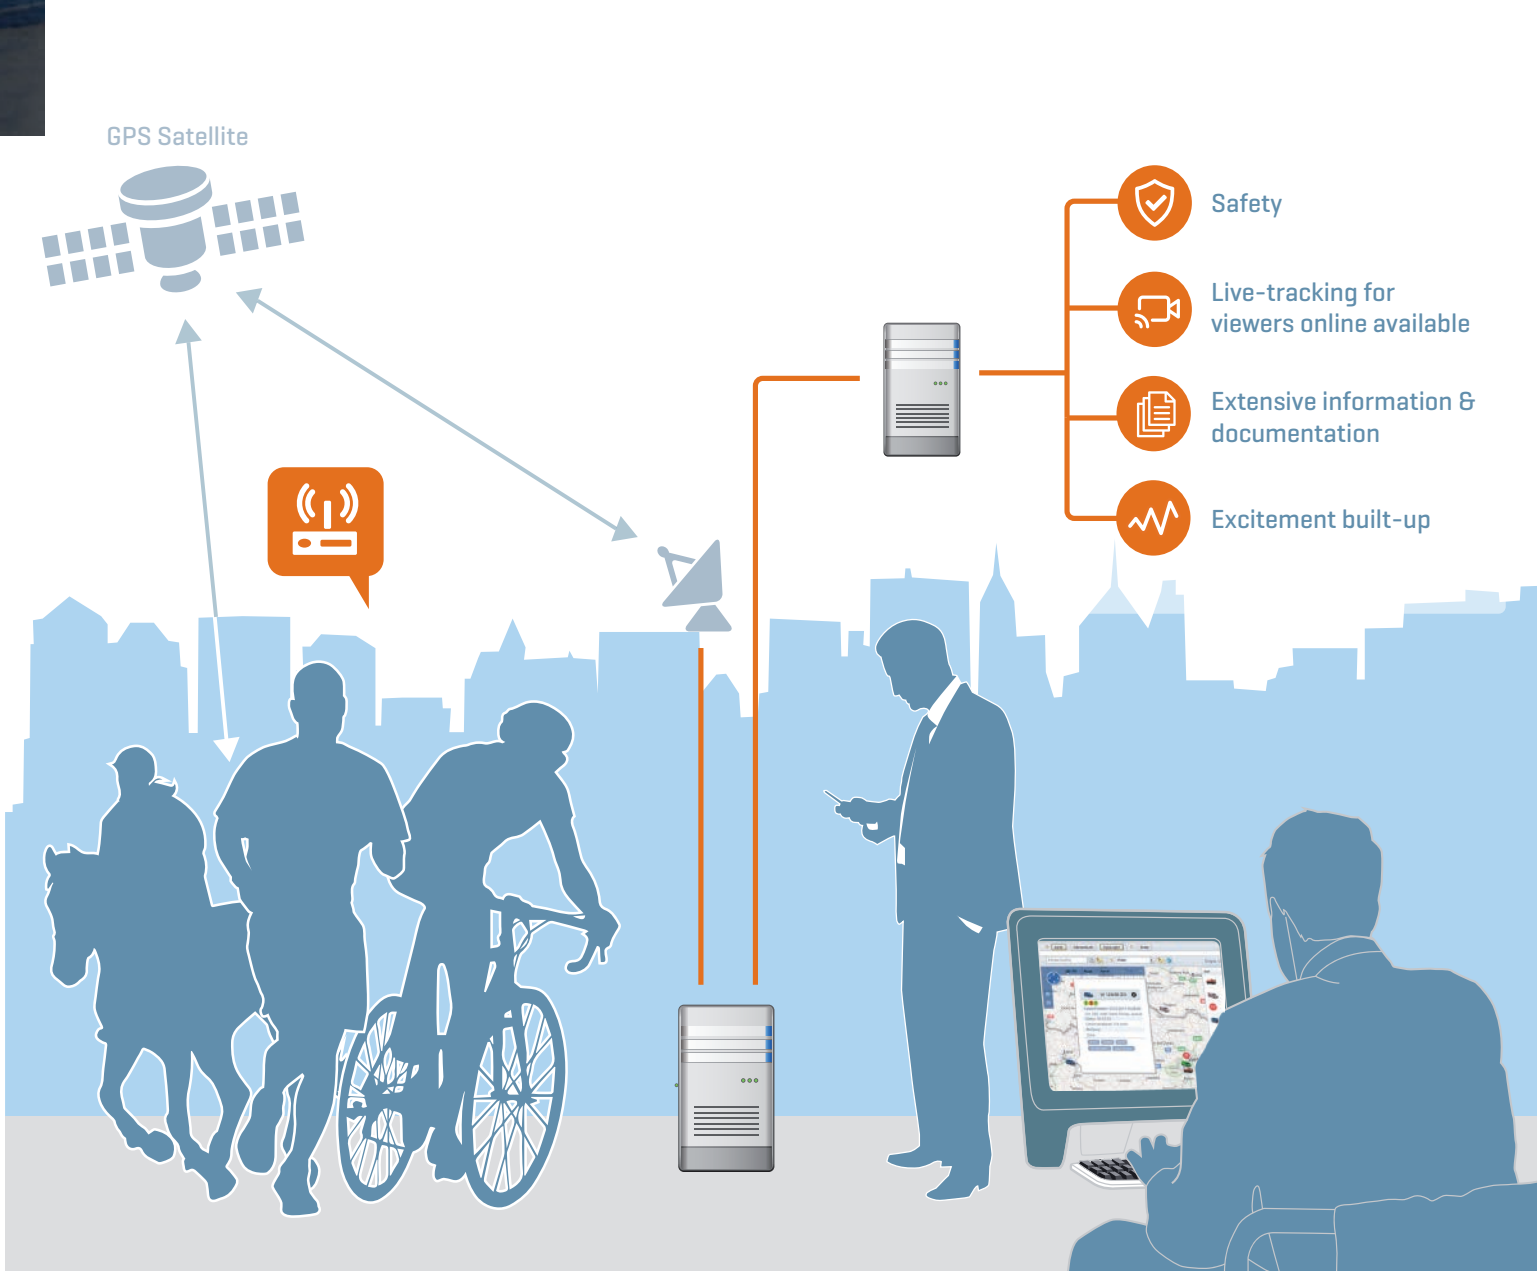 GPS Satellite
Safety
Live-tracking for
viewers online available
Extensive information &
documentation
Excitement built-up